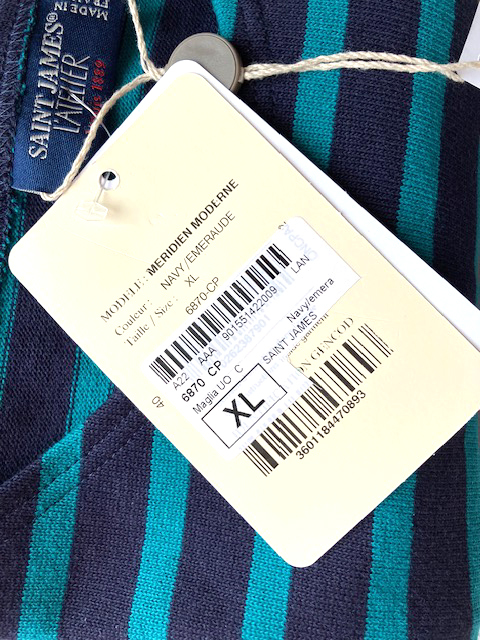 MADE IN
SAINT JAMES
L'ATELIER
1889
MODELE: MERIDIEN MODERNE
Couleur: NAVY/EMERAUDE
Taille / Size: XL
6870-CP
A22 AAA 901551422009 LAN
6870 CP Navy/emera
Maglia UO C SAINT JAMES
XL
40
GENCOD
3601184470893